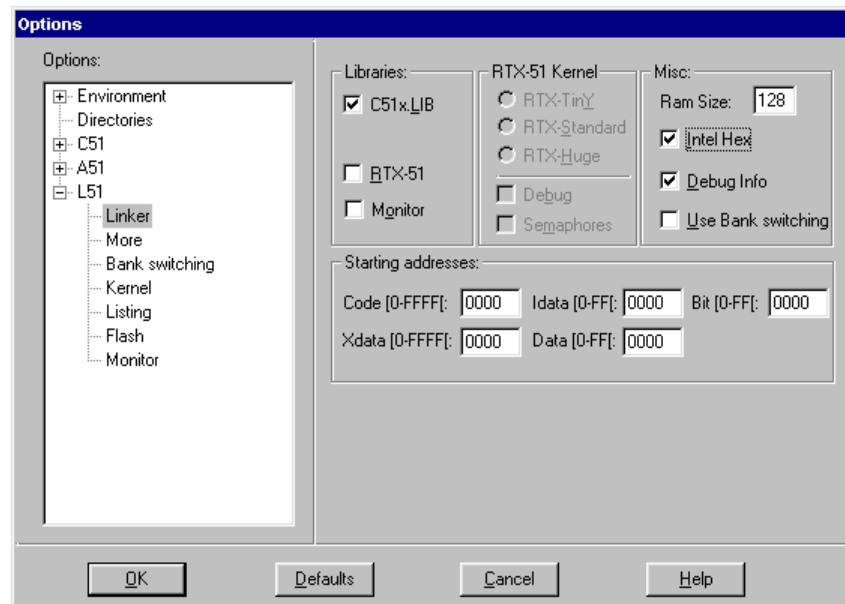 Options
Options:
Environment
Directories
C51
A51
L51
Linker
More
Bank switching
Kernel
Listing
Flash
Monitor
Libraries:
C51x.LIB
RTX-51
Monitor
RTX-51 Kernel
RTX-TinY
RTX-Standard
RTX-Huge
Debug
Semaphores
Misc:
Ram Size: 128
Intel Hex
Debug Info
Use Bank switching
Starting addresses:
Code [0-FFFF[: 0000 Idata [0-FF[: 0000 Bit [0-FF[: 0000
Xdata [0-FFFF[: 0000 Data [0-FF[: 0000
OK Defaults Cancel Help